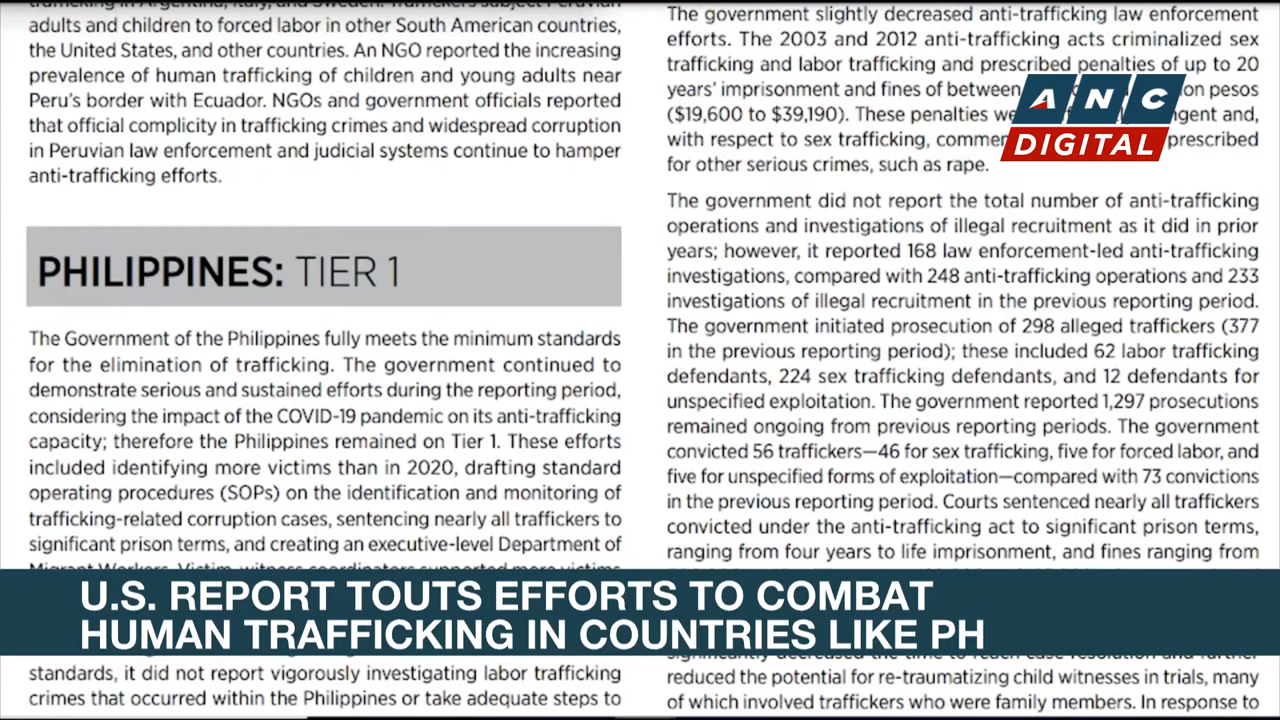 adults and children to forced labor in other South American countries,
the United States, and other countries. An NGO reported the increasing
prevalence of human trafficking of children and young adults near
Peru's border with Ecuador. NGOs and government officials reported
that official complicity in trafficking crimes and widespread corruption
in Peruvian law enforcement and judicial systems continue to hamper
anti-trafficking efforts.
PHILIPPINES: TIER 1
The Government of the Philippines fully meets the minimum standards
for the elimination of trafficking. The government continued to
demonstrate serious and sustained efforts during the reporting period,
considering the impact of the COVID-19 pandemic on its anti-trafficking
capacity; therefore the Philippines remained on Tier 1. These efforts
included identifying more victims than in 2020, drafting standard
operating procedures (SOPs) on the identification and monitoring of
trafficking-related corruption cases, sentencing nearly all traffickers to
significant prison terms, and creating an executive-level Department of
standards, it did not report vigorously investigating labor trafficking
crimes that occurred within the Philippines or take adequate steps to
The government slightly decreased anti-trafficking law enforcement
efforts. The 2003 and 2012 anti-trafficking acts criminalized sex
trafficking and labor trafficking and prescribed penalties of up to 20
years' imprisonment and fines of between pesos
($19,600 to $39,190). These penalties and,
with respect to sex trafficking, prescribed
for other serious crimes, such as rape.
The government did not report the total number of anti-trafficking
operations and investigations of illegal recruitment as it did in prior
years; however, it reported 168 law enforcement-led anti-trafficking
investigations, compared with 248 anti-trafficking operations and 233
investigations of illegal recruitment in the previous reporting period.
The government initiated prosecution of 298 alleged traffickers (377
in the previous reporting period); these included 62 labor trafficking
defendants, 224 sex trafficking defendants, and 12 defendants for
unspecified exploitation. The government reported 1,297 prosecutions
remained ongoing from previous reporting periods. The government
convicted 56 traffickers—46 for sex trafficking, five for forced labor, and
five for unspecified forms of exploitation—compared with 73 convictions
in the previous reporting period. Courts sentenced nearly all traffickers
convicted under the anti-trafficking act to significant prison terms,
ranging from four years to life imprisonment, and fines ranging from
reduced the potential for re-traumatizing child witnesses in trials, many
of which involved traffickers who were family members. In response to
ANC
DIGITAL
U.S. REPORT TOUTS EFFORTS TO COMBAT
HUMAN TRAFFICKING IN COUNTRIES LIKE PH